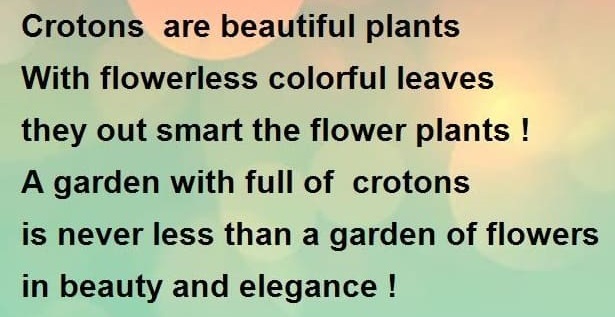 Crotons  are beautiful plants
With flowerless colorful leaves
they out smart the flower plants !
A garden with full of  crotons
is never less than a garden of flowers
in beauty and elegance !